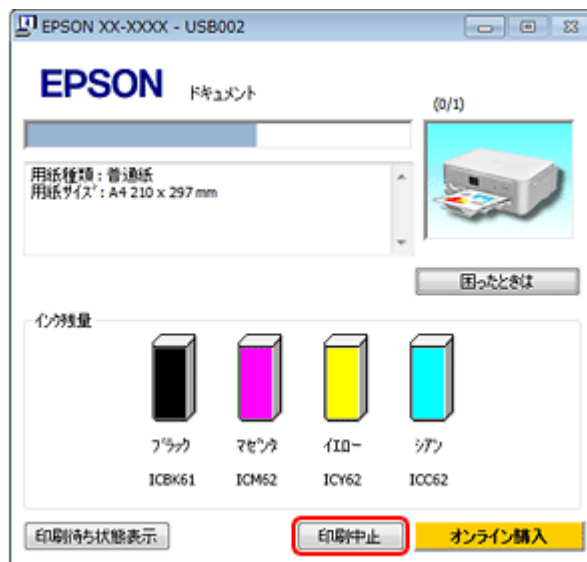 EPSON XX-XXXX - USB002
EPSON ドキュメント
(0/1)
用紙種類 : 普通紙
用紙サイズ : A4 210 x 297 mm
困ったときは
インク残量
ブラック マゼンタ イエロー シアン
ICBK61 ICM62 ICY62 ICC62
印刷待ち状態表示 印刷中止 オンライン購入